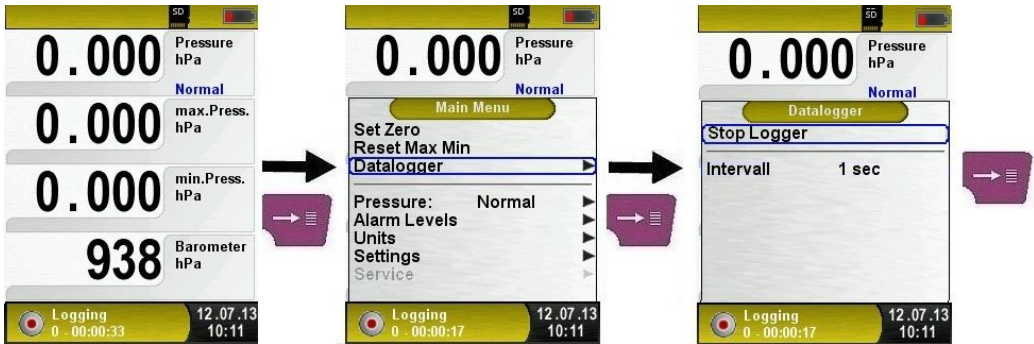 SD
0.000 Pressure
hPa
Normal
0.000 max.Press.
hPa
0.000 min.Press.
hPa
938 Barometer
hPa
Logging
0 - 00:00:33
12.07.13
10:11
SD
0.000 Pressure
hPa
Normal
Main Menu
Set Zero
Reset Max Min
Datalogger
Pressure: Normal
Alarm Levels
Units
Settings
Service
Logging
0 - 00:00:17
12.07.13
10:11
SD
0.000 Pressure
hPa
Normal
Datalogger
Stop Logger
Intervall 1 sec
Logging
0 - 00:00:17
12.07.13
10:11